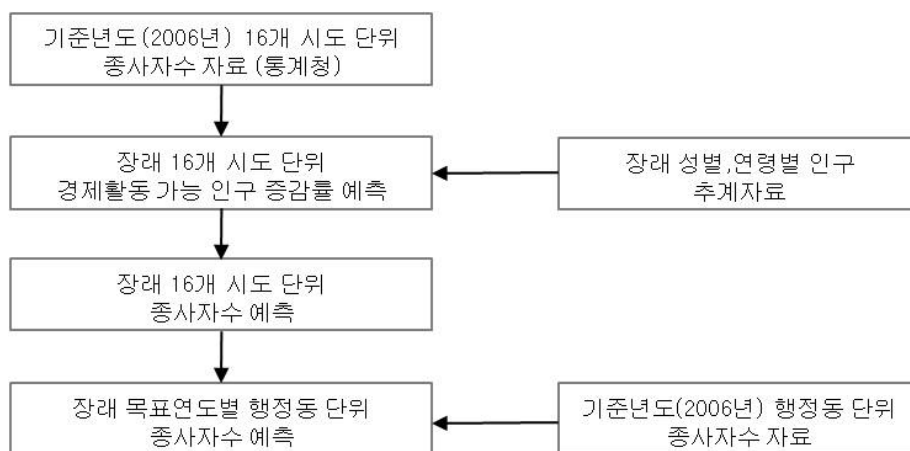 기준년도(2006년) 16개 시도 단위
종사자수 자료 (통계청)
장래 16개 시도 단위
경제활동 가능 인구 증감률 예측
장래 성별,연령별 인구
추계자료
장래 16개 시도 단위
종사자수 예측
장래 목표연도별 행정동 단위
종사자수 예측
기준년도(2006년) 행정동 단위
종사자수 자료